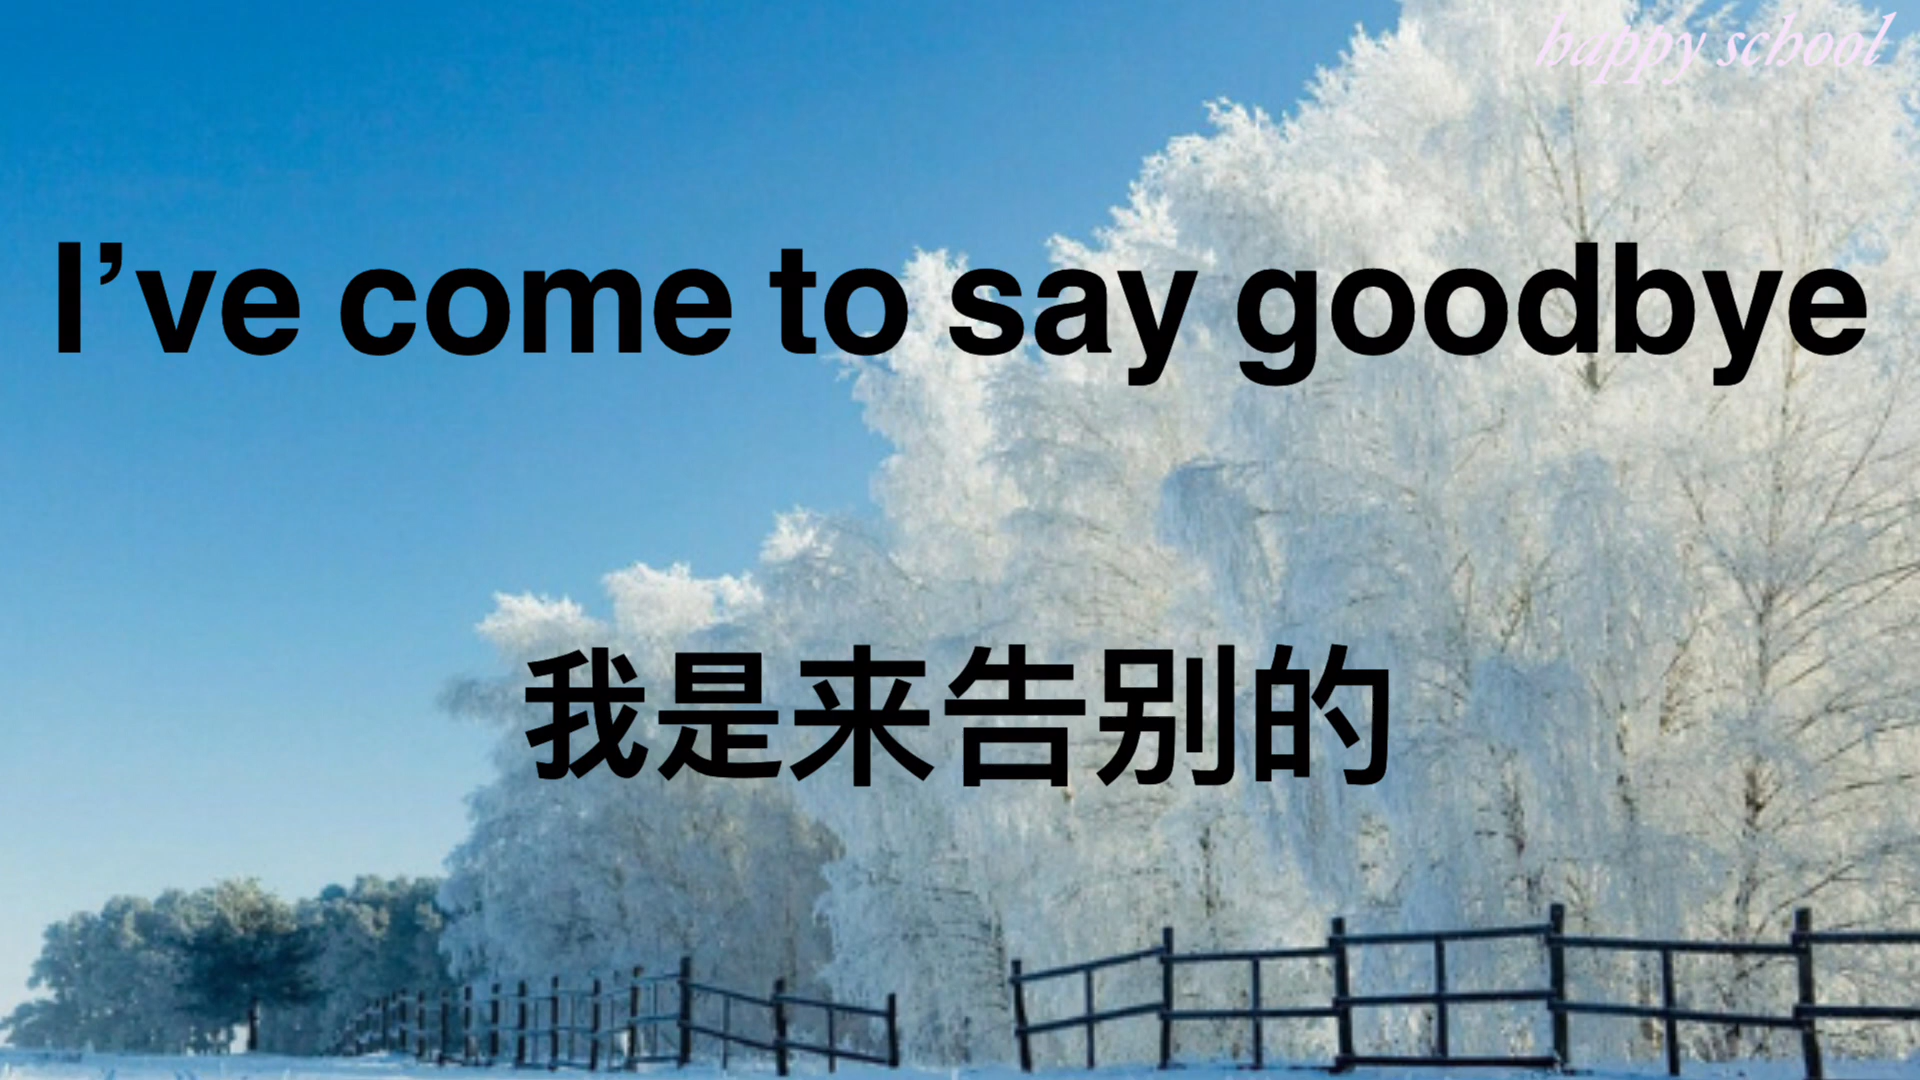 happy school
I’ve come to say goodbye
我是来告别的